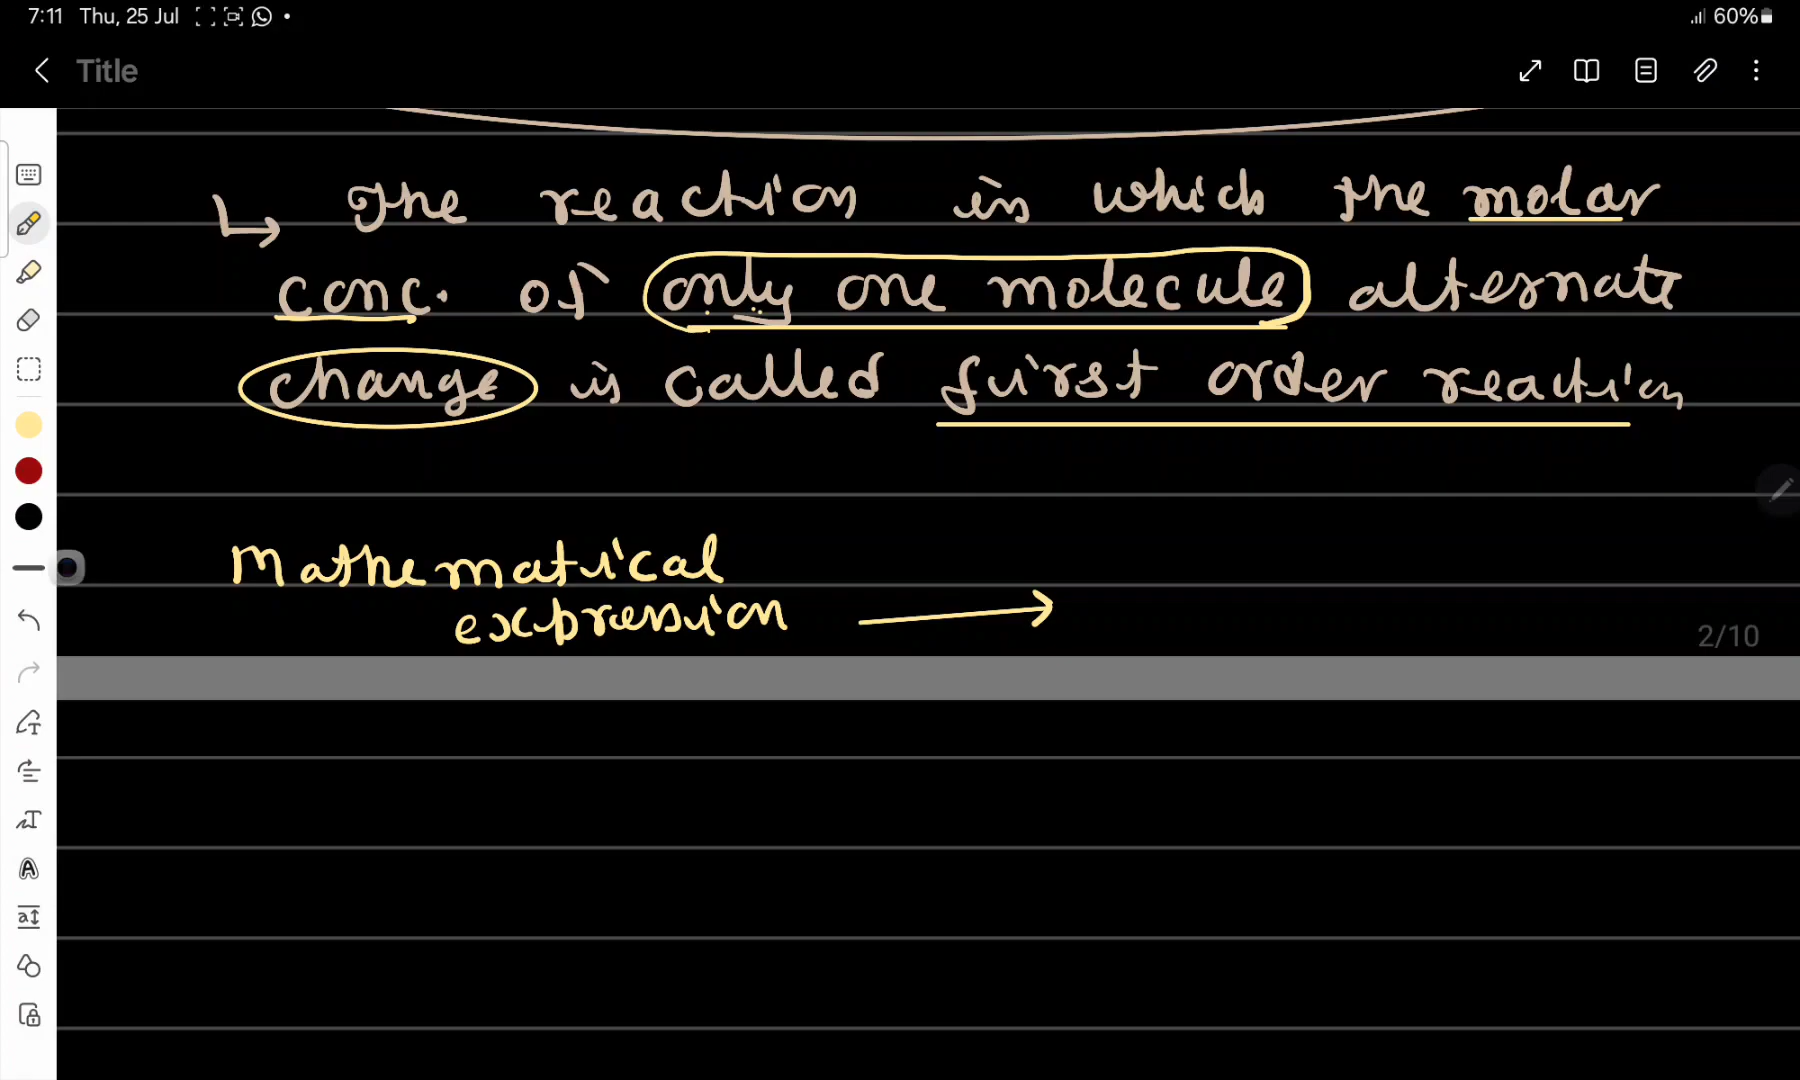 7:11 Thu, 25 Jul 60%
Title
The reaction in which the molar
conc. of only one molecule alternate
change is called first order reaction
Mathematical
expression
2/10